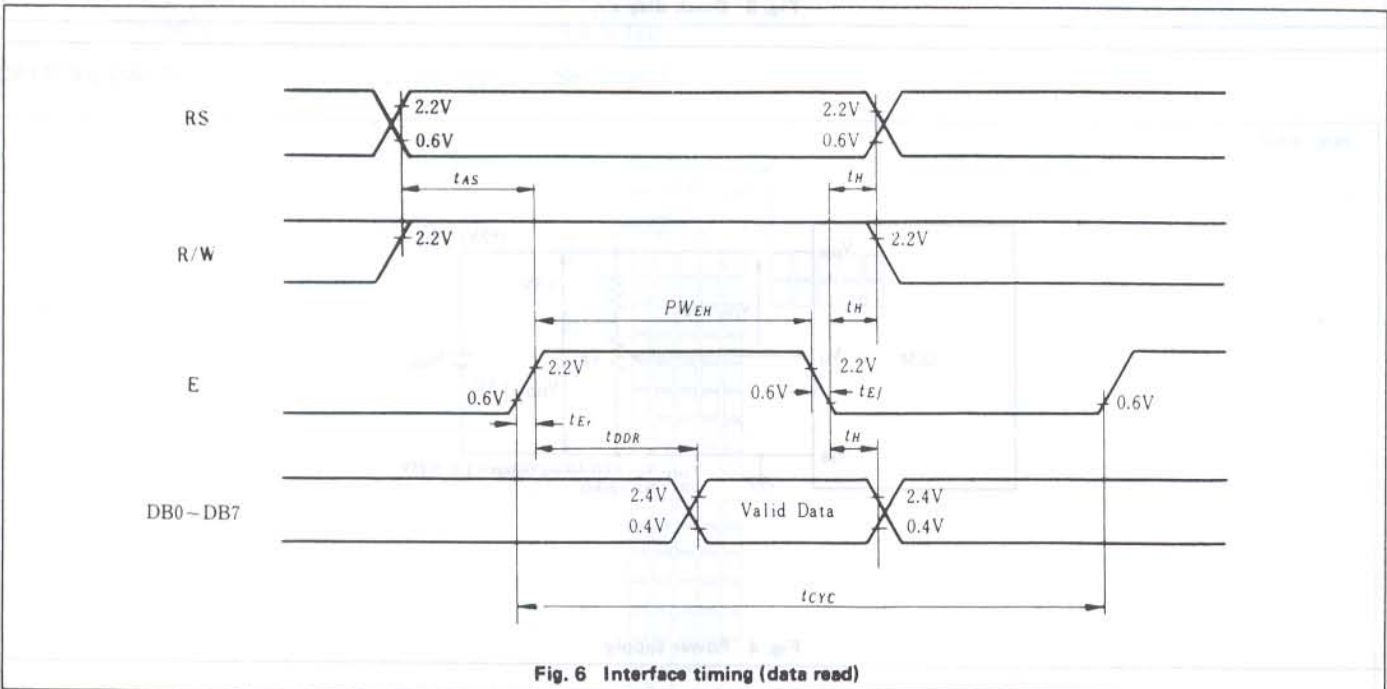 RS
2.2V
2.2V
0.6V
0.6V
tAS
tH
R/W
2.2V
2.2V
PWEH
tH
E
2.2V
2.2V
0.6V
0.6V
tEf
0.6V
tEr
tDDR
tH
DB0~DB7
2.4V
Valid Data
2.4V
0.4V
0.4V
tCYC
Fig. 6 Interface timing (data read)